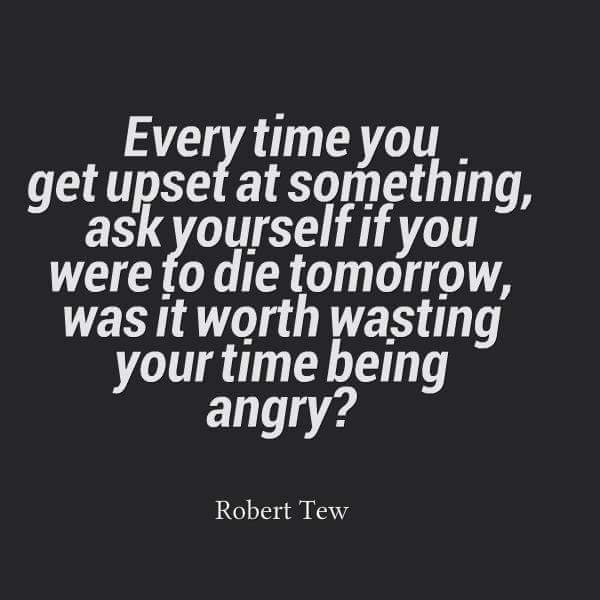 Every time you
get upset at something,
ask yourself if you
were to die tomorrow,
was it worth wasting
your time being
angry?
Robert Tew